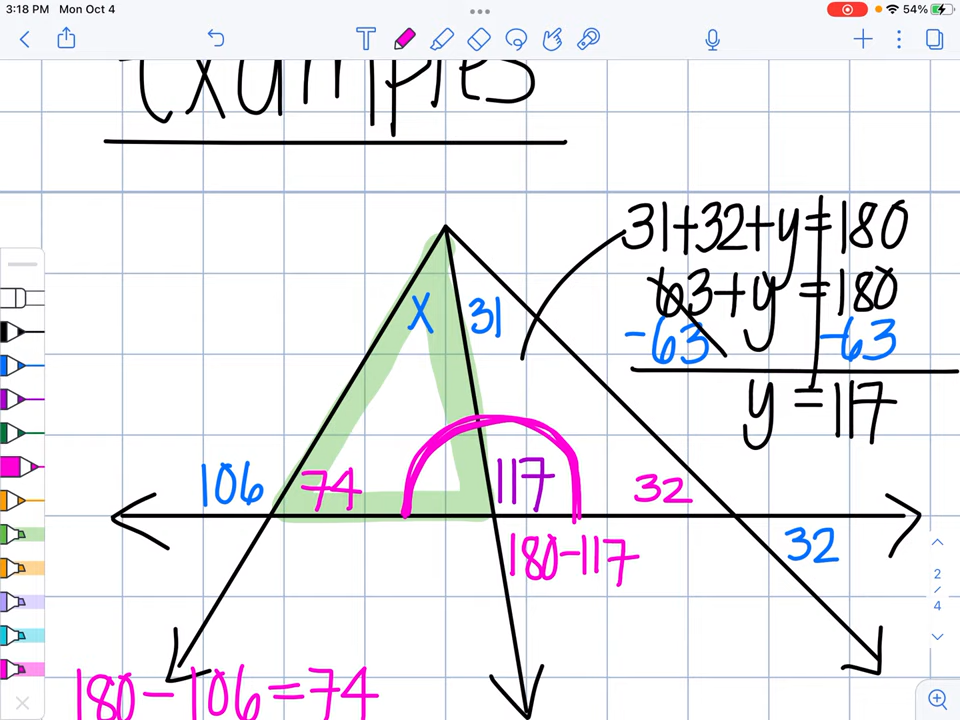 3:18 PM Mon Oct 4
54%
T
Examples
31+32+y=180
63+y=180
-63 -63
y=117
X 31
106 74 117 32
180-117 32
180-106=74
2
/
4